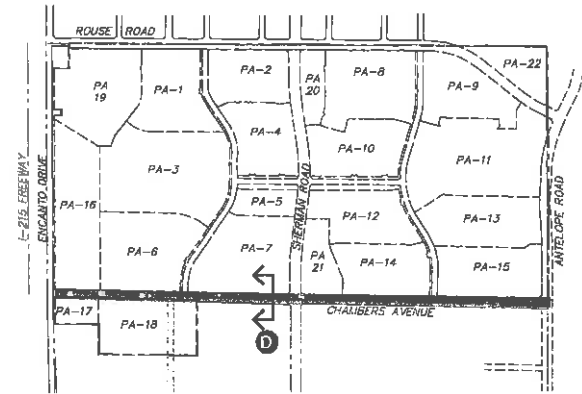 ROUSE ROAD
PA-22
PA-2
PA-8
PA-9
PA
19
PA-1
PA
20
PA-4
PA-10
PA-11
PA-3
I-215 FREEWAY
ENCANTO DRIVE
PA-16
PA-5
SHERMAN ROAD
PA-12
PA-13
ANTELOPE ROAD
PA-6
PA-7
PA
21
PA-14
PA-15
PA-17
PA-18
CHAMBERS AVENUE
D